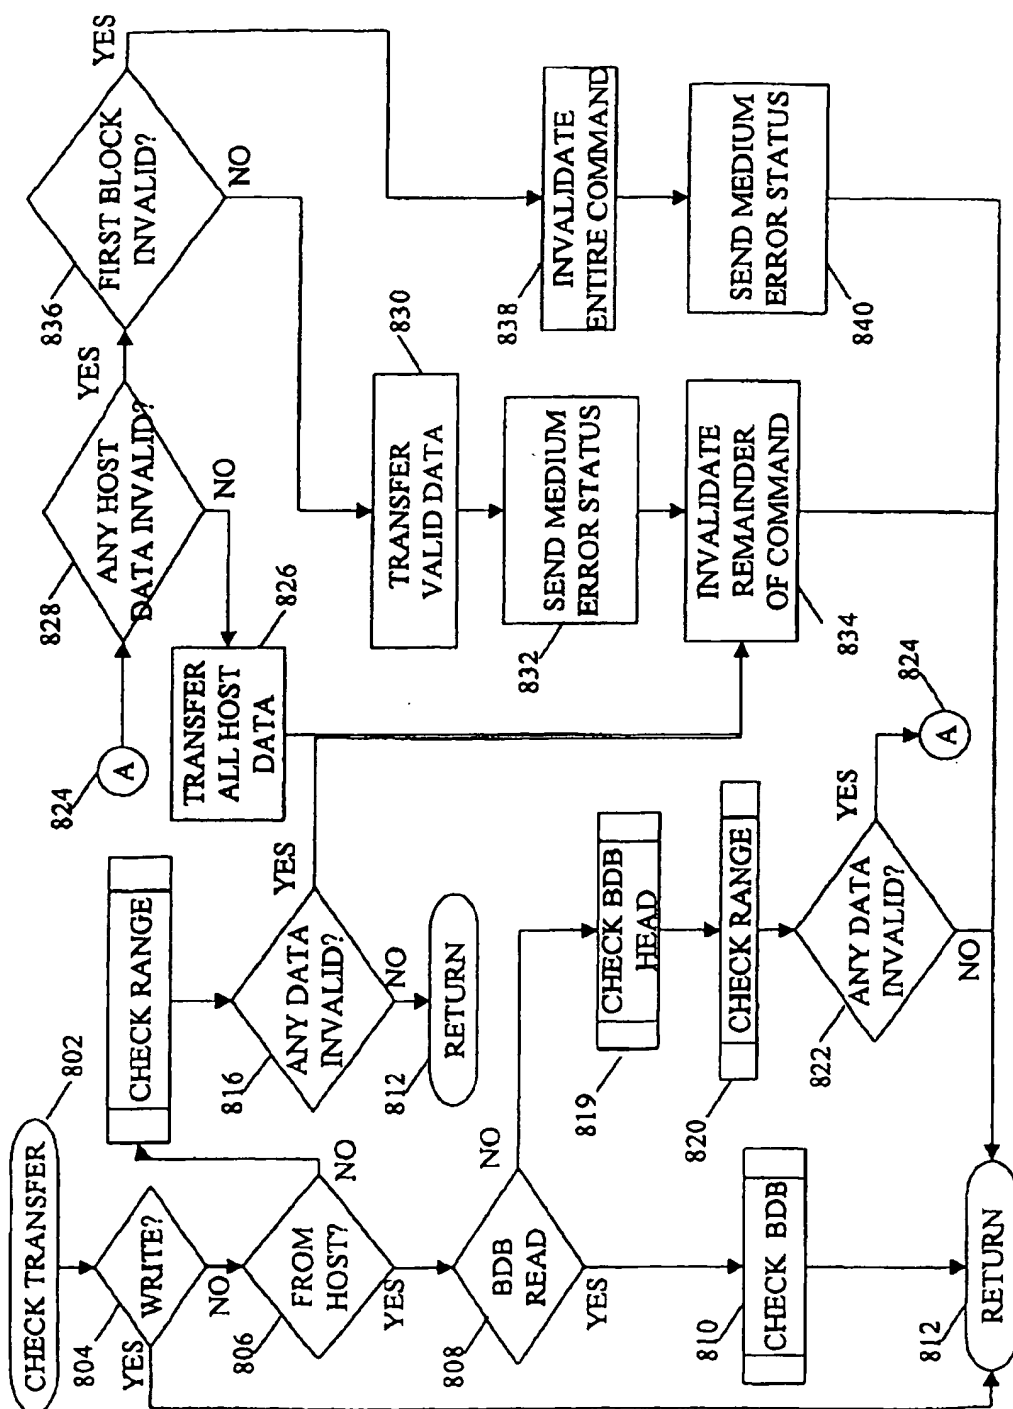 CHECK TRANSFER
802
804
WRITE?
YES
NO
806
FROM
HOST?
NO
YES
CHECK RANGE
816
ANY DATA
INVALID?
YES
NO
812
RETURN
808
BDB
READ
NO
YES
810
CHECK BDB
812
RETURN
819
CHECK BDB
HEAD
820
CHECK RANGE
822
ANY DATA
INVALID?
YES
NO
824
A
824
A
828
ANY HOST
DATA INVALID?
YES
NO
826
TRANSFER
ALL HOST
DATA
836
FIRST BLOCK
INVALID?
YES
NO
830
TRANSFER
VALID DATA
832
SEND MEDIUM
ERROR STATUS
834
INVALIDATE
REMAINDER
OF COMMAND
838
INVALIDATE
ENTIRE COMMAND
840
SEND MEDIUM
ERROR STATUS